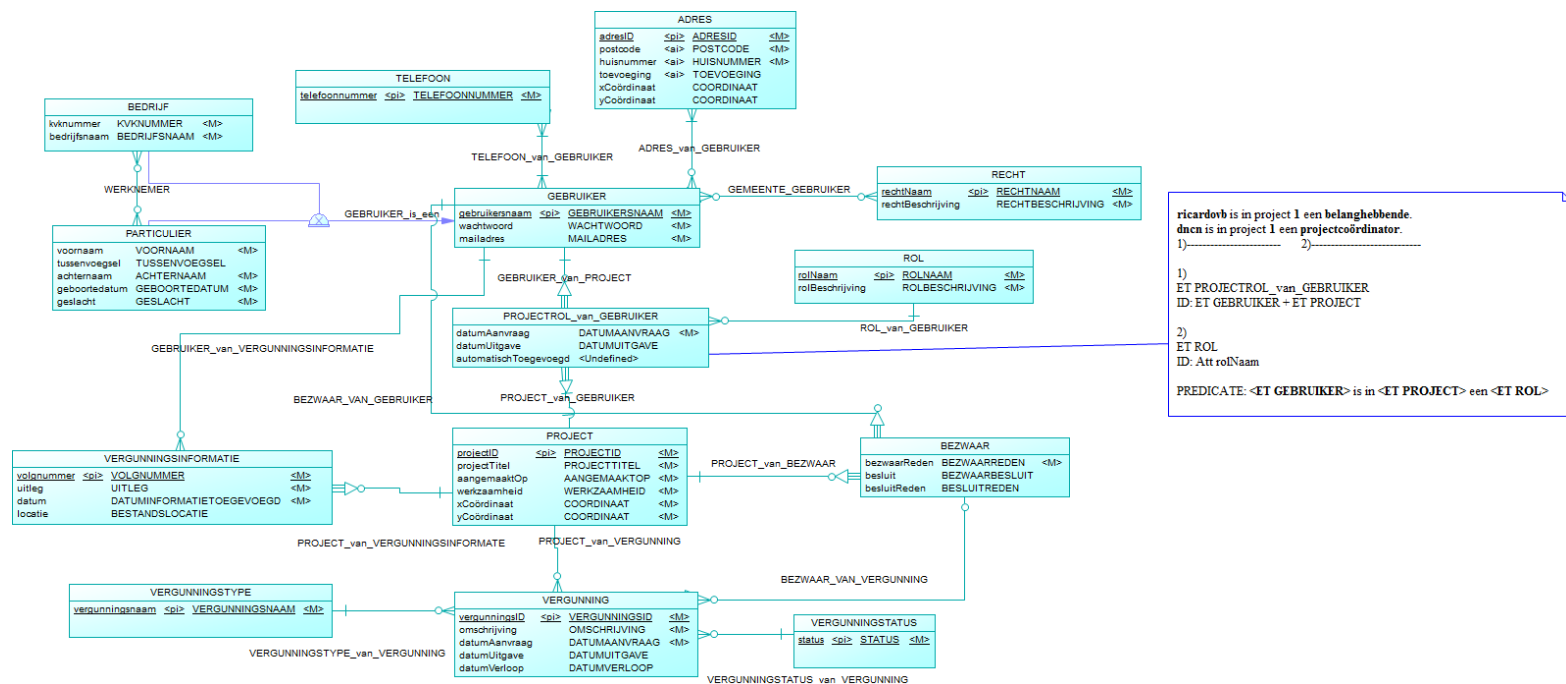 ADRES
adresID <pi> ADRESID <M>
postcode <ai> POSTCODE <M>
huisnummer <ai> HUISNUMMER <M>
toevoeging <ai> TOEVOEGING
xCoördinaat COORDINAAT
yCoördinaat COORDINAAT
TELEFOON
telefoonnummer <pi> TELEFOONNUMMER <M>
BEDRIJF
kvknummer KVKNUMMER <M>
bedrijfsnaam BEDRIJFSNAAM <M>
ADRES_van_GEBRUIKER
TELEFOON_van_GEBRUIKER
WERKNEMER
GEMEENTE_GEBRUIKER
RECHT
rechtNaam <pi> RECHTNAAM <M>
rechtBeschrijving RECHTBESCHRIJVING <M>
GEBRUIKER_is_een
GEBRUIKER
gebruikersnaam <pi> GEBRUIKERSNAAM <M>
wachtwoord WACHTWOORD <M>
mailadres MAILADRES <M>
PARTICULIER
voornaam VOORNAAM <M>
tussenvoegsel TUSSENVOEGSEL
achternaam ACHTERNAAM <M>
geboortedatum GEBOORTEDATUM <M>
geslacht GESLACHT <M>
ricardovb is in project 1 een belanghebbende.
dncn is in project 1 een projectcoördinator.
1)------------------------ 2)----------------------------
1)
ET PROJECTROL_van_GEBRUIKER
ID: ET GEBRUIKER + ET PROJECT
2)
ET ROL
ID: Att rolNaam
PREDICATE: <ET GEBRUIKER> is in <ET PROJECT> een <ET ROL>
GEBRUIKER_van_PROJECT
ROL
rolNaam <pi> ROLNAAM <M>
rolBeschrijving ROLBESCHRIJVING <M>
PROJECTROL_van_GEBRUIKER
datumAanvraag DATUMAANVRAAG <M>
datumUitgave DATUMUITGAVE
automatischToegevoegd <Undefined>
ROL_van_GEBRUIKER
GEBRUIKER_van_VERGUNNINGSINFORMATIE
BEZWAAR_VAN_GEBRUIKER
PROJECT_van_GEBRUIKER
PROJECT
projectID <pi> PROJECTID <M>
projectTitel PROJECTTITEL <M>
aangemaaktOp AANGEMAAKTOP <M>
werkzaamheid WERKZAAMHEID <M>
xCoördinaat COORDINAAT <M>
yCoördinaat COORDINAAT <M>
PROJECT_van_BEZWAAR
BEZWAAR
bezwaarReden BEZWAARREDEN <M>
besluit BEZWAARBESLUIT
besluitReden BESLUITREDEN
VERGUNNINGSINFORMATIE
volgnummer <pi> VOLGNUMMER <M>
uitleg UITLEG <M>
datum DATUMINFORMATIETOEGEVOEGD <M>
locatie BESTANDSLOCATIE
PROJECT_van_VERGUNNINGSINFORMATE
PROJECT_van_VERGUNNING
BEZWAAR_VAN_VERGUNNING
VERGUNNINGSTYPE
vergunningsnaam <pi> VERGUNNINGSNAAM <M>
VERGUNNING
vergunningsID <pi> VERGUNNINGSID <M>
omschrijving OMSCHRIJVING <M>
datumAanvraag DATUMAANVRAAG <M>
datumUitgave DATUMUITGAVE
datumVerloop DATUMVERLOOP
VERGUNNINGSTATUS
status <pi> STATUS <M>
VERGUNNINGSTYPE_van_VERGUNNING
VERGUNNINGSTATUS_van_VERGUNNING